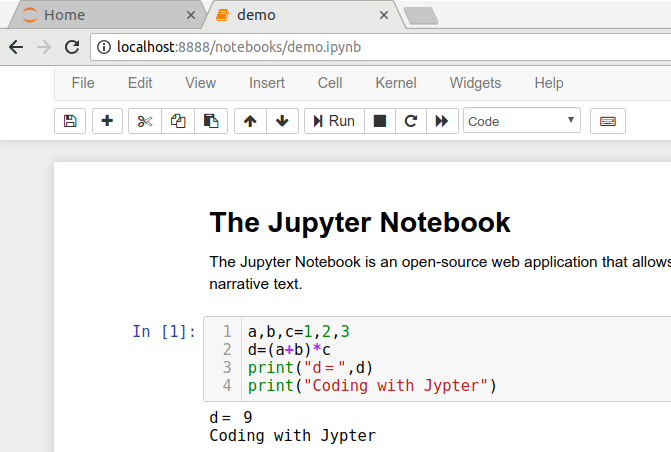 Home demo
localhost:8888/notebooks/demo.ipynb
File Edit View Insert Cell Kernel Widgets Help
Run Code
The Jupyter Notebook
The Jupyter Notebook is an open-source web application that allows
narrative text.
In [1]: 1 a,b,c=1,2,3
2 d=(a+b)*c
3 print("d=",d)
4 print("Coding with Jypter")
d= 9
Coding with Jypter